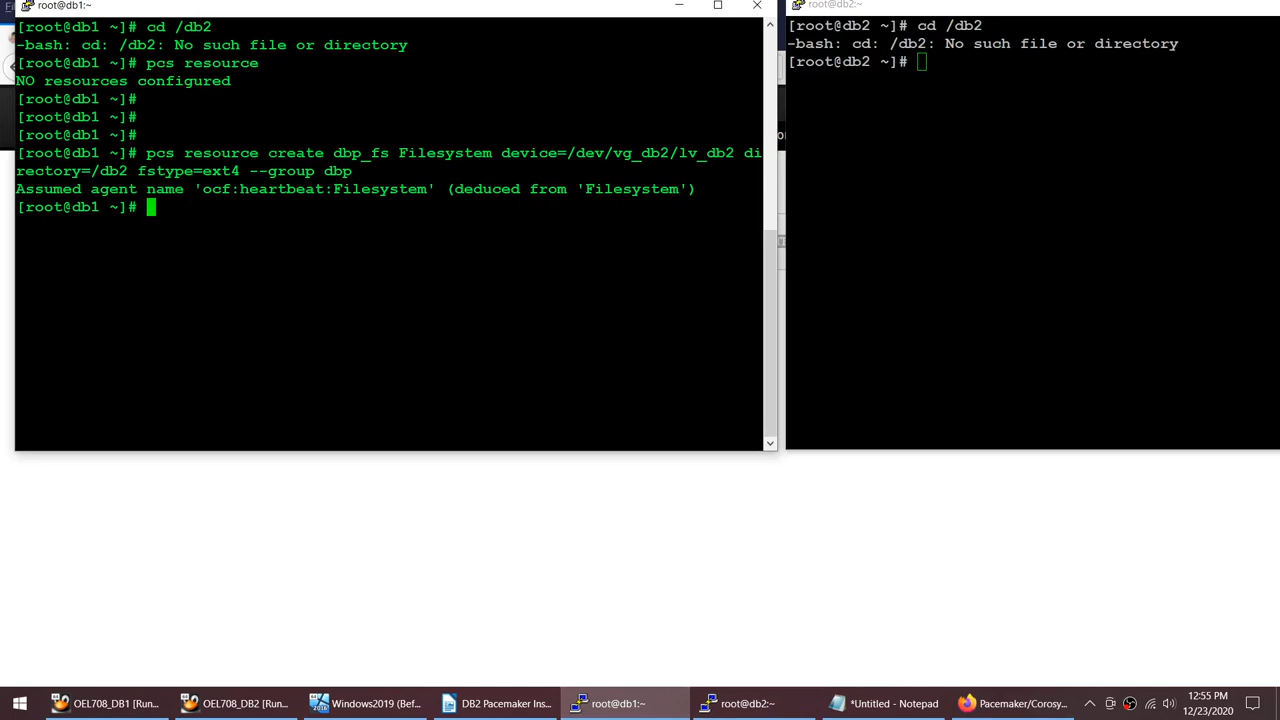 root@db1:~
[root@db1 ~]# cd /db2
-bash: cd: /db2: No such file or directory
[root@db1 ~]# pcs resource
NO resources configured
[root@db1 ~]#
[root@db1 ~]#
[root@db1 ~]#
[root@db1 ~]# pcs resource create dbp_fs Filesystem device=/dev/vg_db2/lv_db2 di
rectory=/db2 fstype=ext4 --group dbp
Assumed agent name 'ocf:heartbeat:Filesystem' (deduced from 'Filesystem')
[root@db1 ~]#
root@db2:~
[root@db2 ~]# cd /db2
-bash: cd: /db2: No such file or directory
[root@db2 ~]#
OEL708_DB1 [Run...
OEL708_DB2 [Run...
Windows2019 (Bef...
DB2 Pacemaker Ins...
root@db1:~
root@db2:~
*Untitled - Notepad
Pacemaker/Corosy...
12:55 PM
12/23/2020